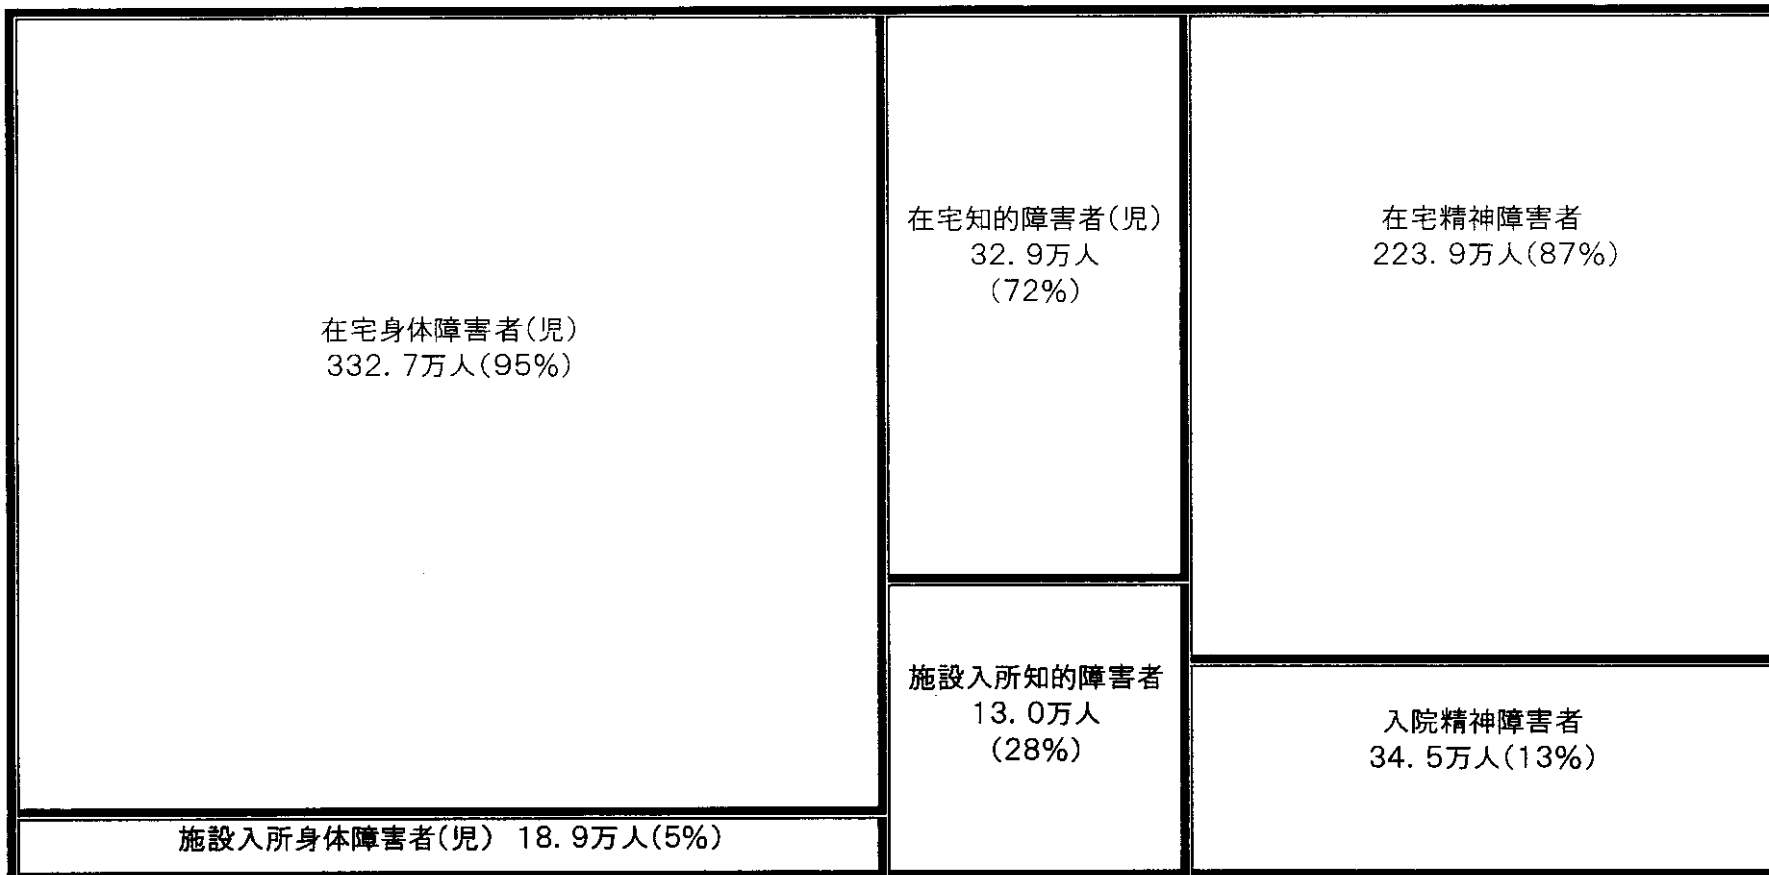 在宅身体障害者(児)
332. 7万人(95%)
施設入所身体障害者(児) 18. 9万人(5%)
在宅知的障害者(児)
32. 9万人
(72%)
施設入所知的障害者
13. 0万人
(28%)
在宅精神障害者
223. 9万人(87%)
入院精神障害者
34. 5万人(13%)